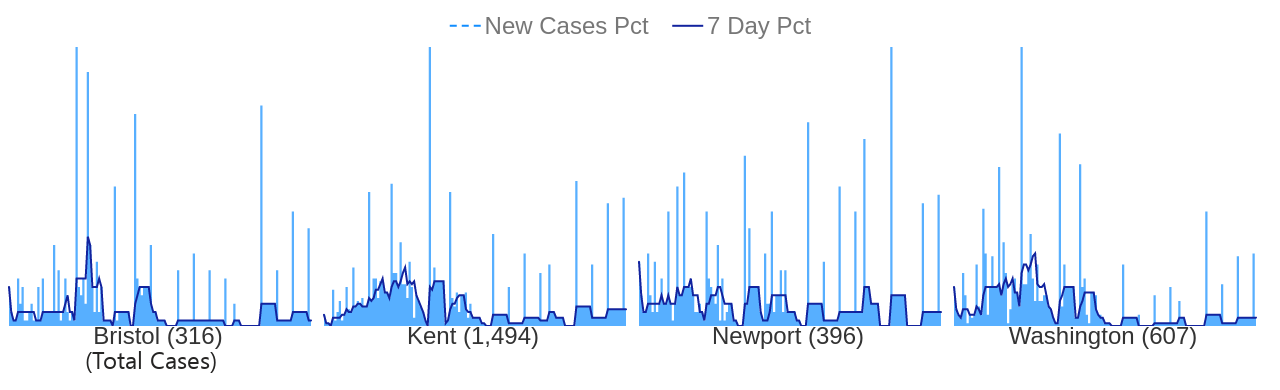 New Cases Pct 7 Day Pct
Bristol (316) Kent (1,494) Newport (396) Washington (607)
(Total Cases)